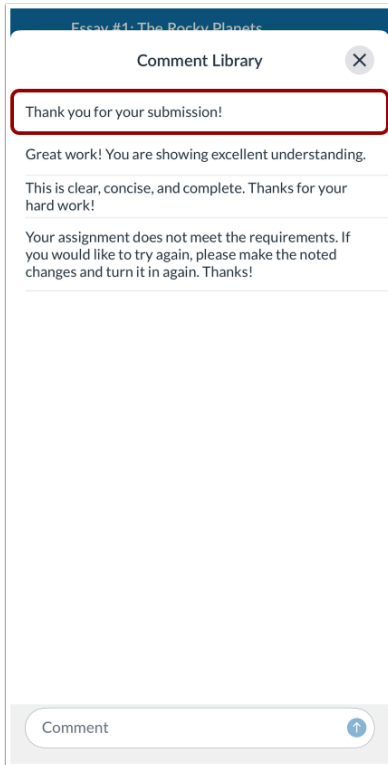 Essay #1: The Rocky Planets
Comment Library
Thank you for your submission!
Great work! You are showing excellent understanding.
This is clear, concise, and complete. Thanks for your
hard work!
Your assignment does not meet the requirements. If
you would like to try again, please make the noted
changes and turn it in again. Thanks!
Comment